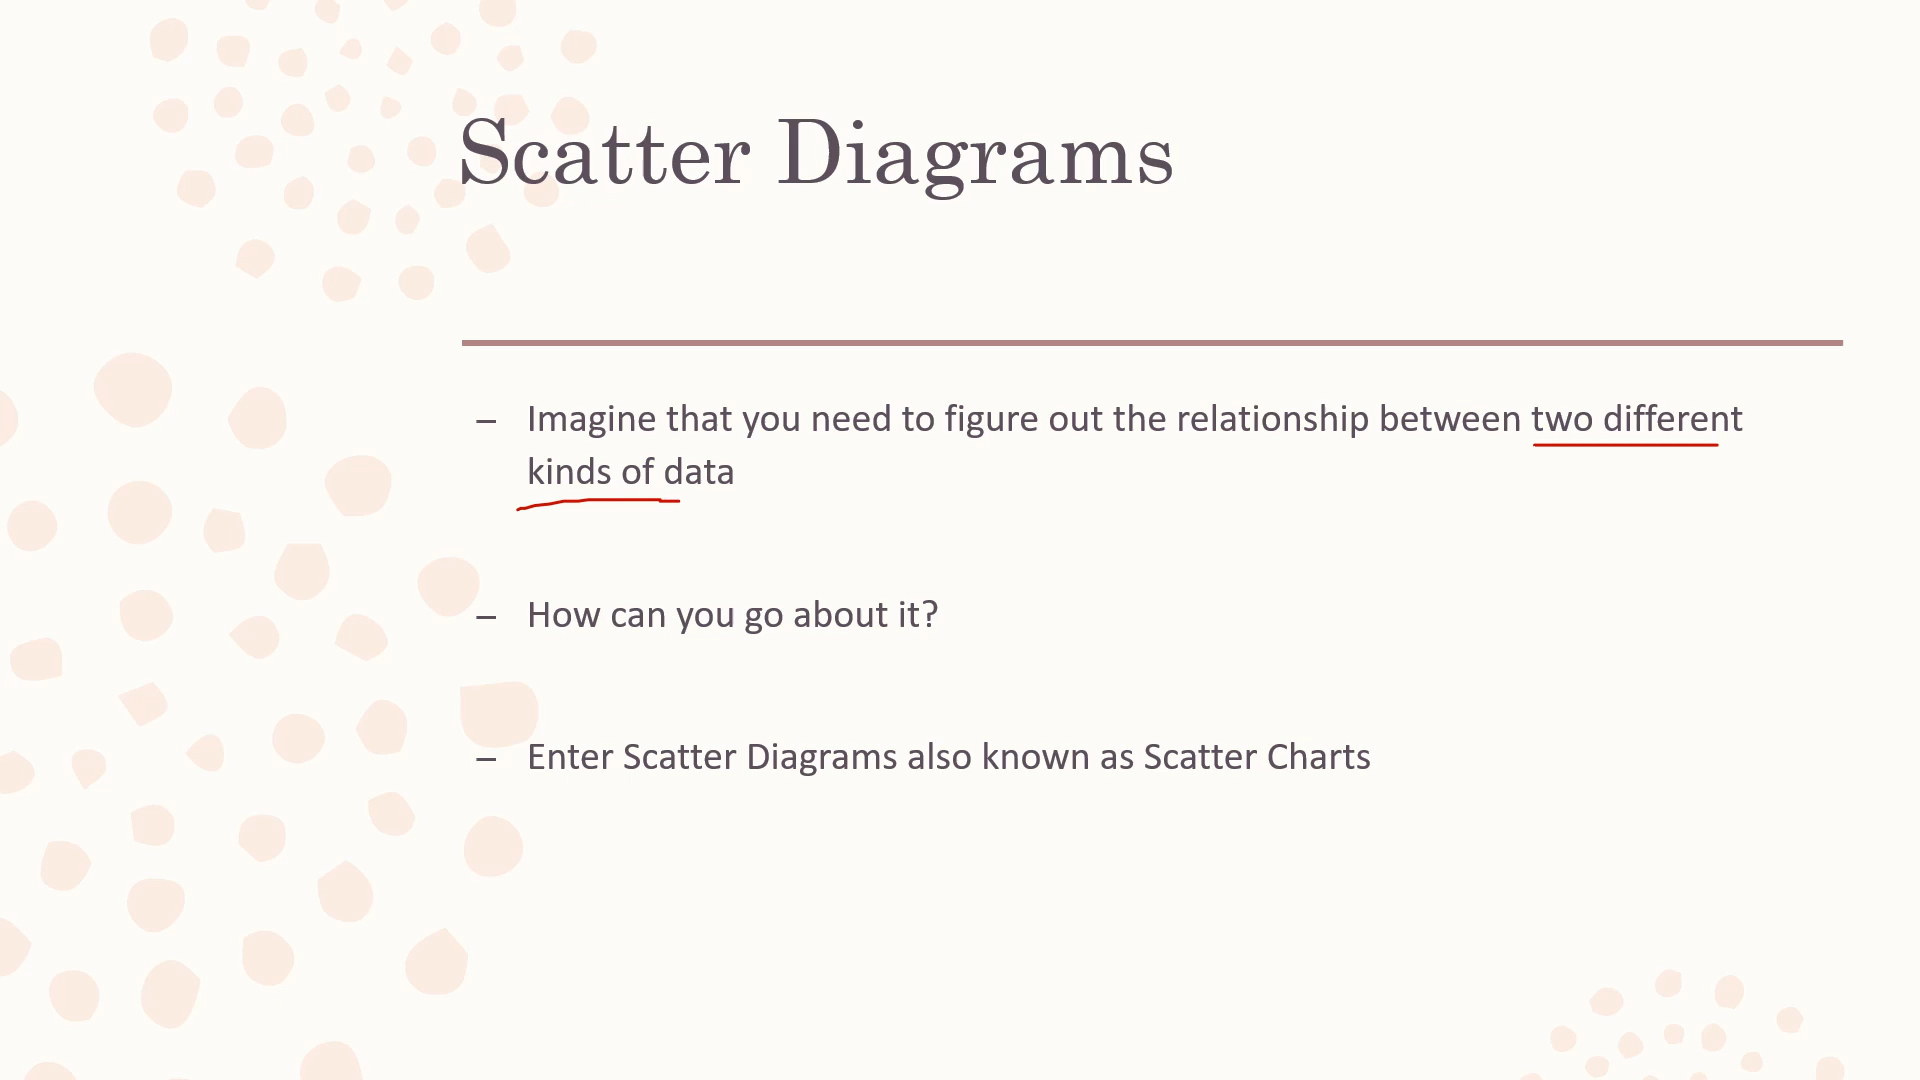 Scatter Diagrams
– Imagine that you need to figure out the relationship between two different
kinds of data
– How can you go about it?
– Enter Scatter Diagrams also known as Scatter Charts